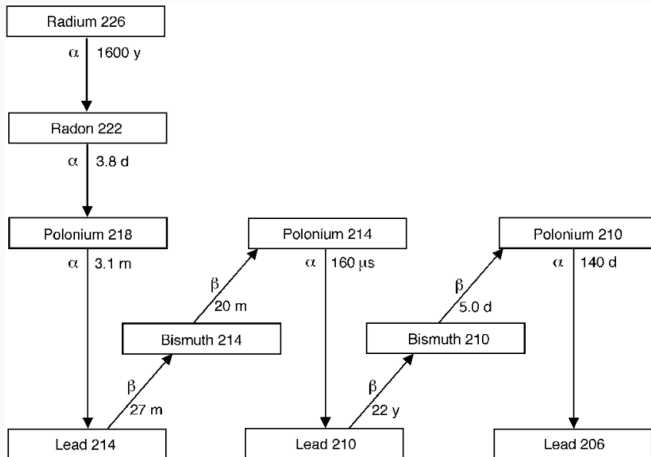 Radium 226
α 1600 y
Radon 222
α 3.8 d
Polonium 218
Polonium 214
Polonium 210
α 3.1 m
α 160 μs
α 140 d
β
20 m
β
5.0 d
Bismuth 214
Bismuth 210
β
27 m
β
22 y
Lead 214
Lead 210
Lead 206